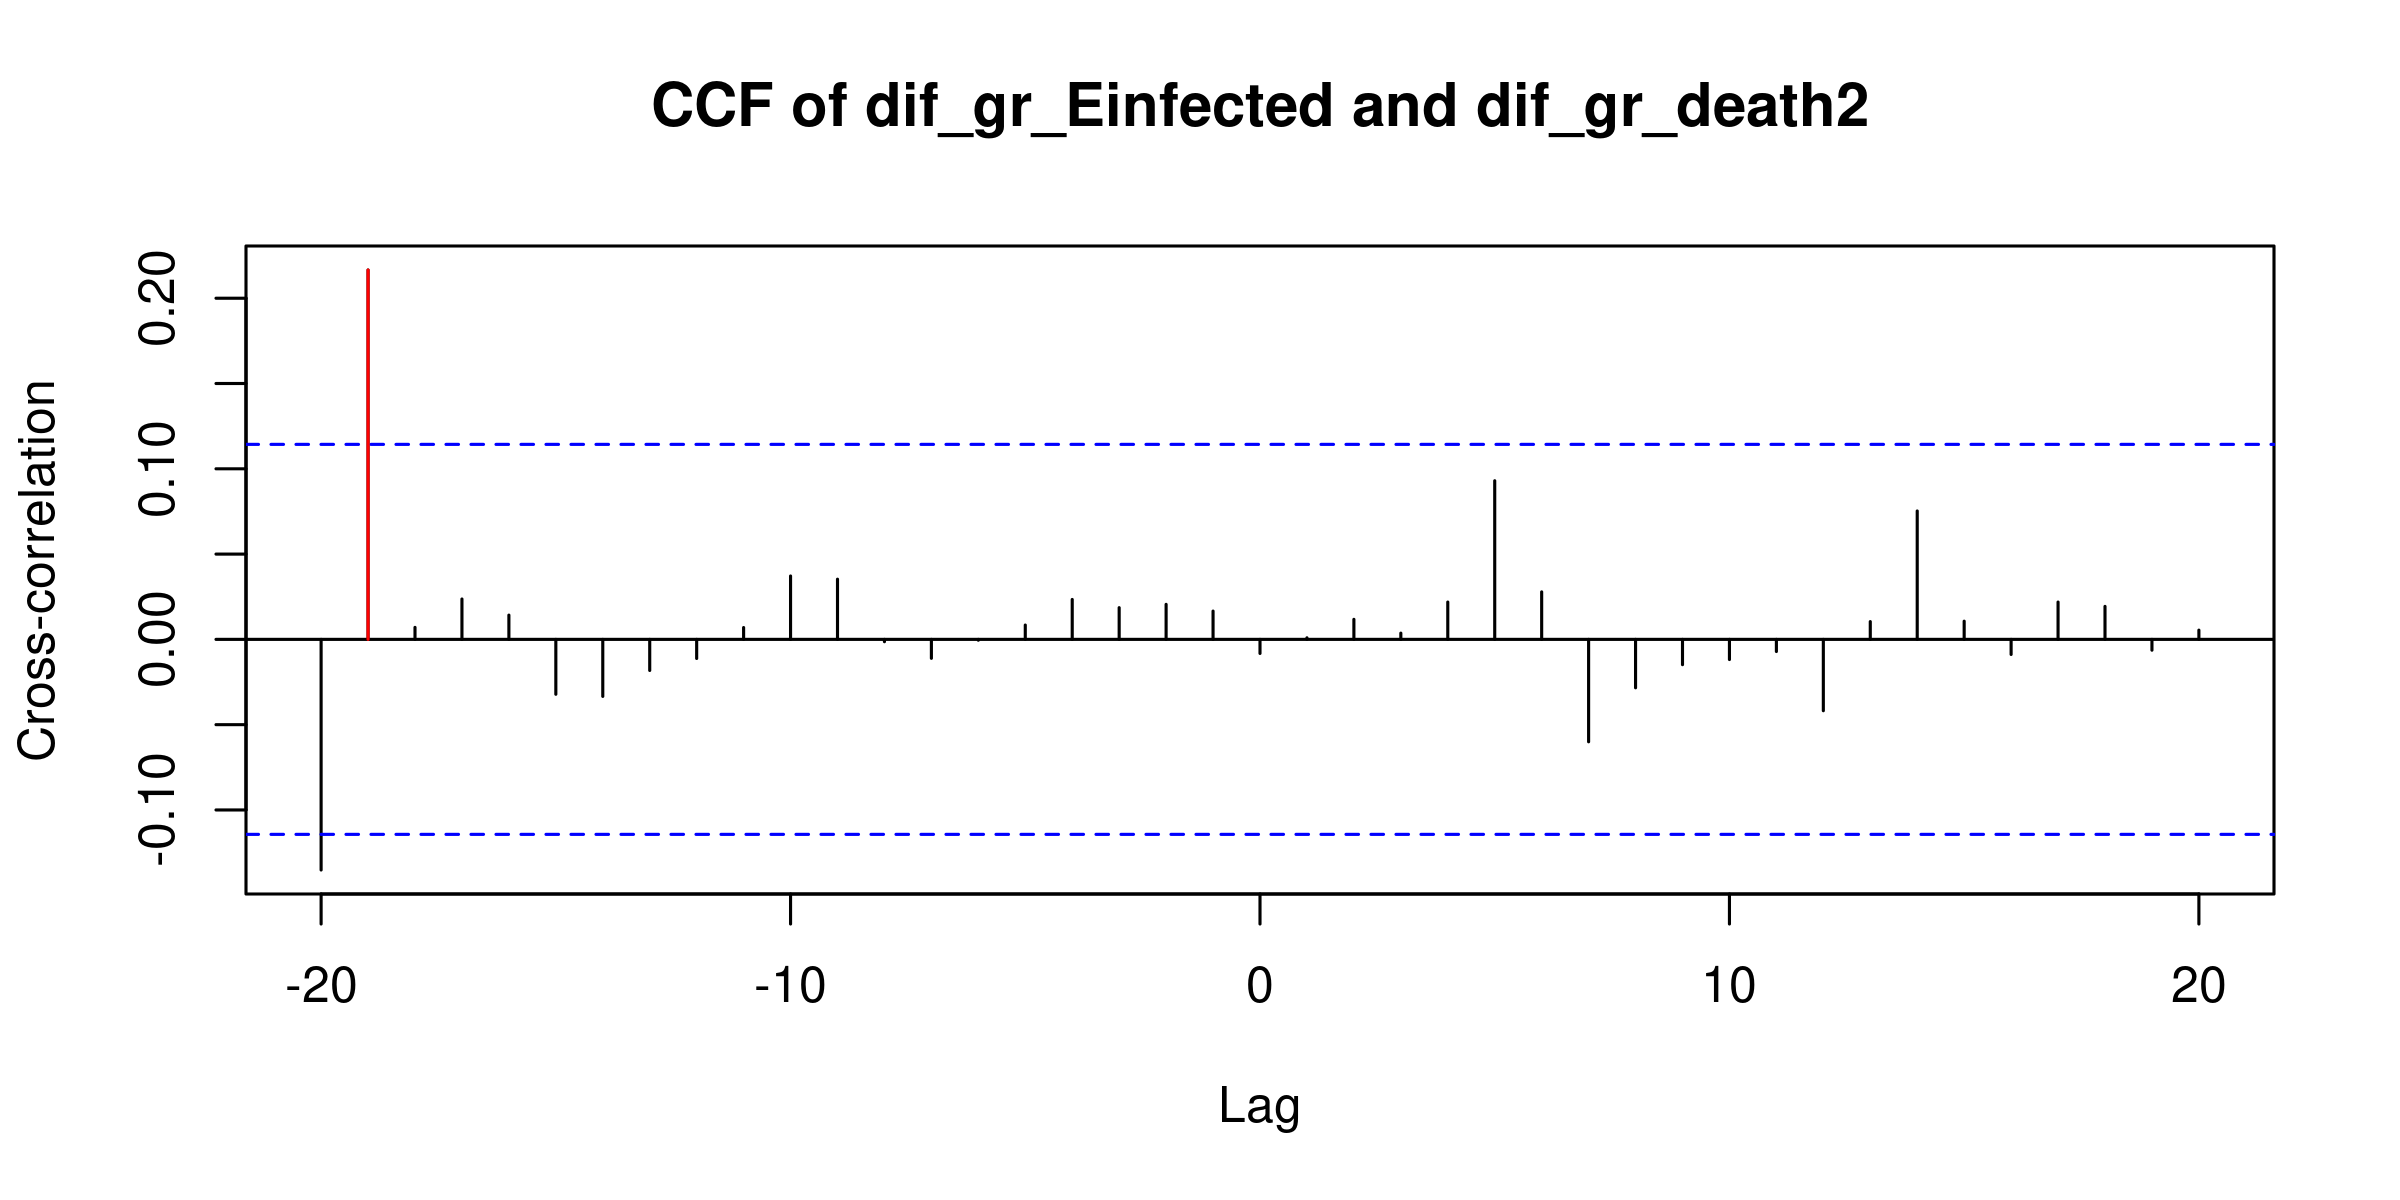 CCF of dif_gr_Einfected and dif_gr_death2
Cross-correlation
0.20
0.10
0.00
-0.10
-20 -10 0 10 20
Lag